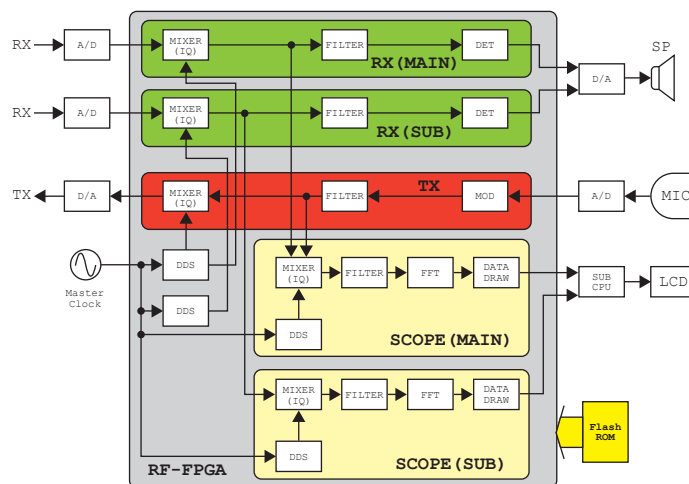 RX
A/D
MIXER
(IQ)
FILTER
DET
RX(MAIN)
SP
D/A
RX
A/D
MIXER
(IQ)
FILTER
DET
RX(SUB)
TX
D/A
MIXER
(IQ)
FILTER
TX
MOD
A/D
MIC
Master
Clock
DDS
DDS
MIXER
(IQ)
FILTER
FFT
DATA
DRAW
SUB
CPU
LCD
DDS
SCOPE(MAIN)
MIXER
(IQ)
FILTER
FFT
DATA
DRAW
DDS
SCOPE(SUB)
Flash
ROM
RF-FPGA